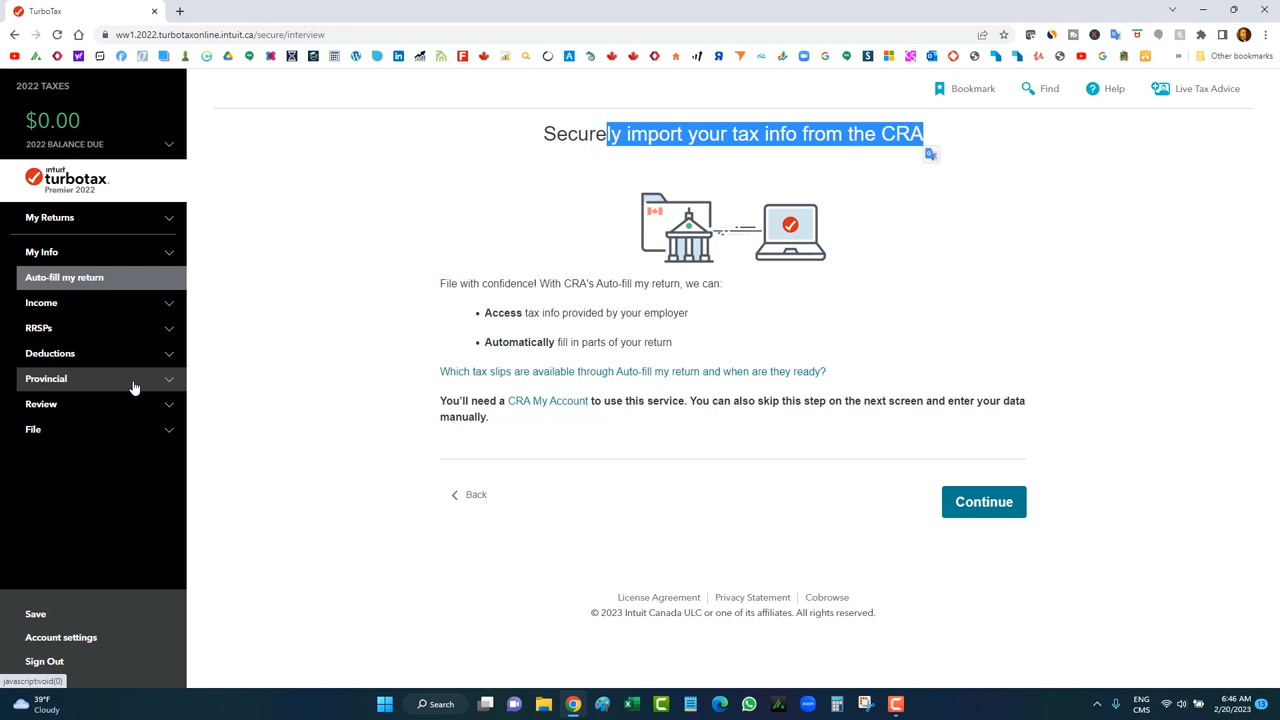 TurboTax
ww1.2022.turbotaxonline.intuit.ca/secure/interview
Other bookmarks
2022 TAXES
$0.00
2022 BALANCE DUE
intuit
turbotax.
Premier 2022
My Returns
My Info
Auto-fill my return
Income
RRSPs
Deductions
Provincial
Review
File
Save
Account settings
Sign Out
javascript:void(0)
Bookmark
Find
Help
Live Tax Advice
Securely import your tax info from the CRA
File with confidence! With CRA's Auto-fill my return, we can:
• Access tax info provided by your employer
• Automatically fill in parts of your return
Which tax slips are available through Auto-fill my return and when are they ready?
You'll need a CRA My Account to use this service. You can also skip this step on the next screen and enter your data
manually.
Back
Continue
License Agreement | Privacy Statement | Cobrowse
© 2023 Intuit Canada ULC or one of its affiliates. All rights reserved.
39°F
Cloudy
Search
ENG
CMS
6:46 AM
2/20/2023
13